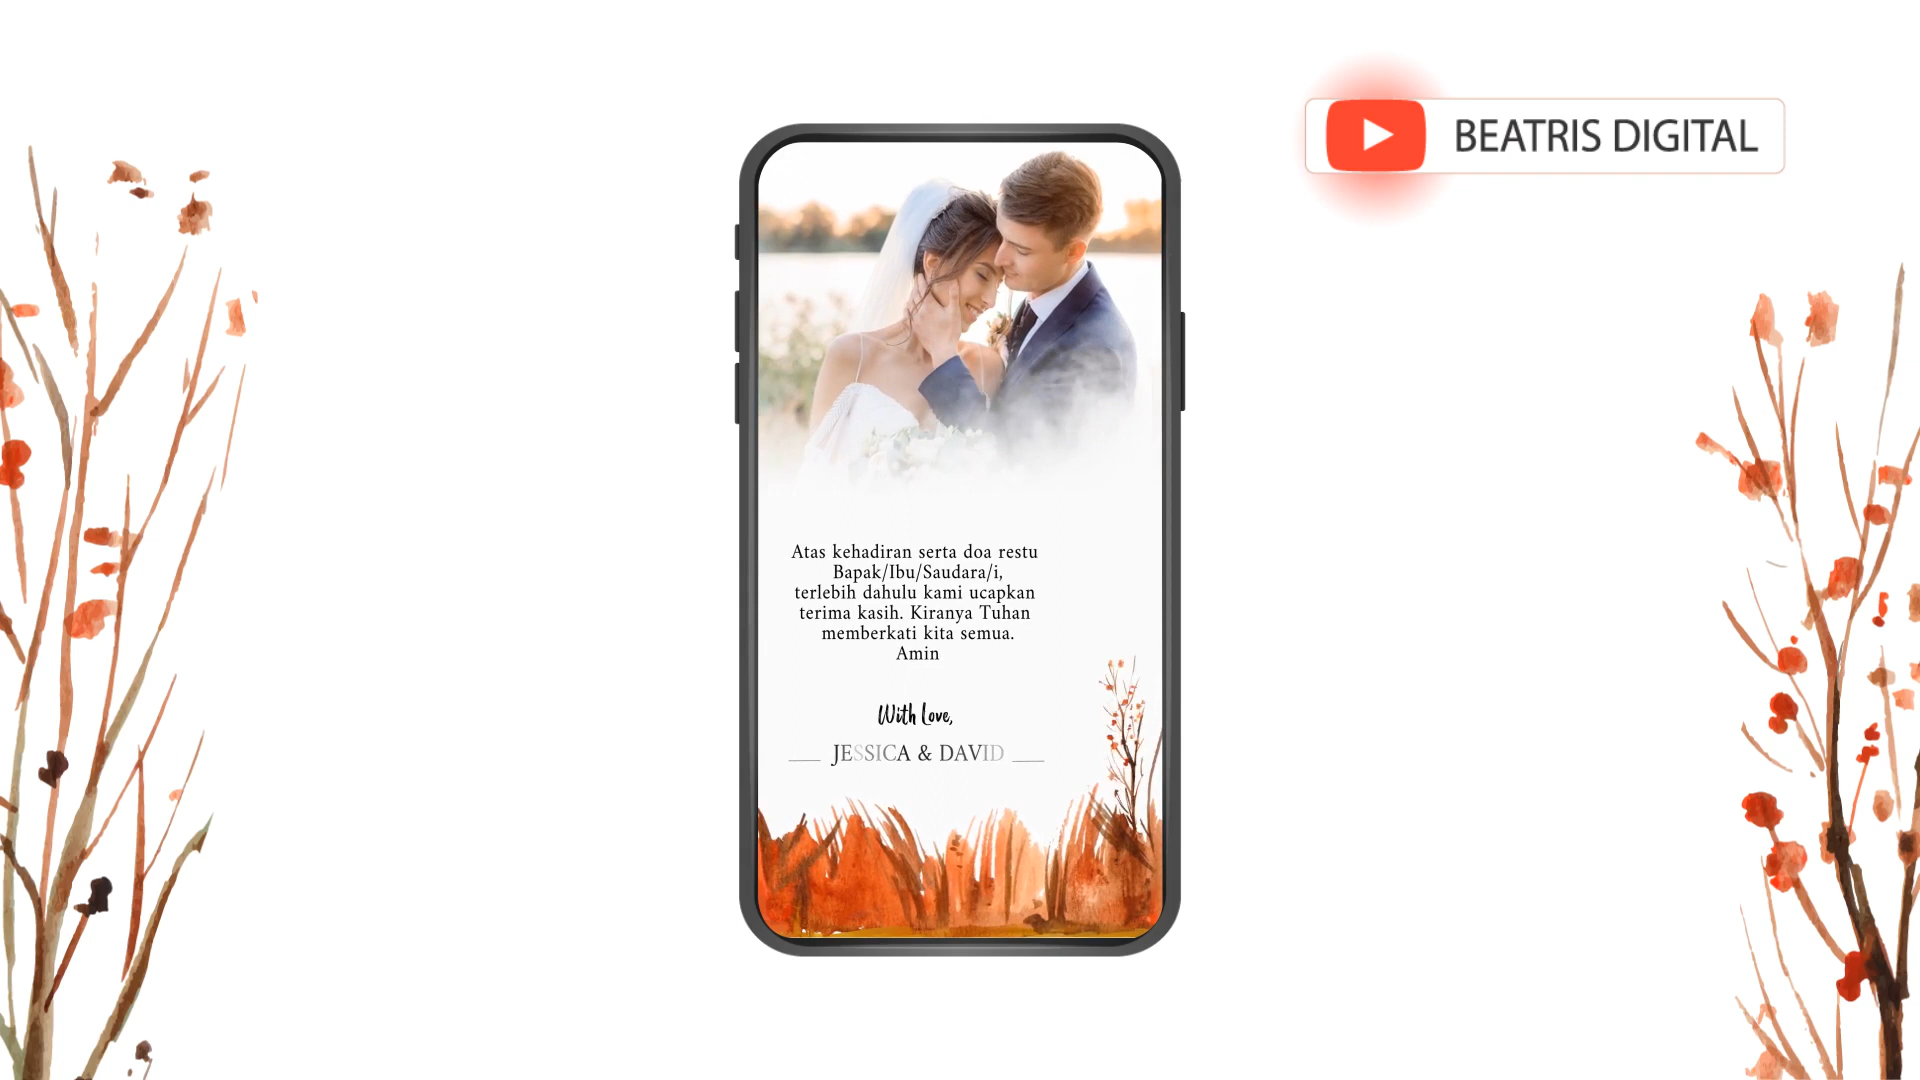 BEATRIS DIGITAL
Atas kehadiran serta doa restu
Bapak/Ibu/Saudara/i,
terlebih dahulu kami ucapkan
terima kasih. Kiranya Tuhan
memberkati kita semua.
Amin
With Love,
JESSICA & DAVID